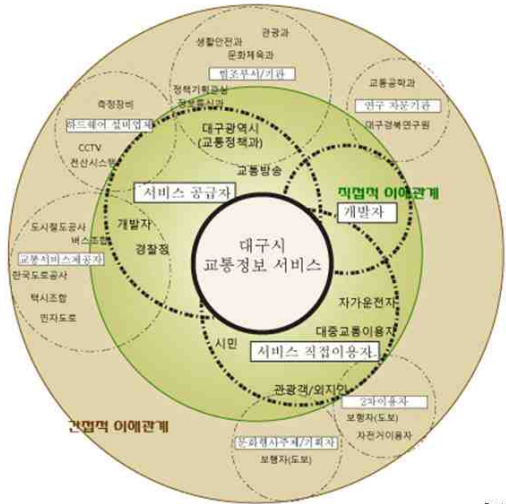 관광과
생활안전과
문화체육과
협조부서/기관
정책기획교실
정보통신과
교통공학과
연구 자문기관
대구경북연구원
측정장비
하드웨어 설비업체
CCTV
전산시스템
대구광역시
(교통정책과)
교통방송
서비스 공급자
직접적 이해관계
개발자
도시철도공사
버스조합
교통서비스제공자
한국도로공사
택시조합
민자도로
개발자
경찰청
대구시
교통정보 서비스
자가운전자
대중교통이용자
시민
서비스 직접이용자
관광객/외지인
간접적 이해관계
2차이용자
보행자(도보)
자전거이용자
문화행사주체/기획자
보행자(도보)